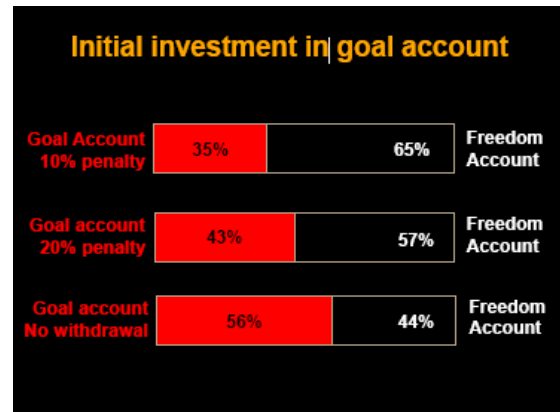 Initial investment in goal account
Goal Account
10% penalty
35%
65%
Freedom
Account
Goal account
20% penalty
43%
57%
Freedom
Account
Goal account
No withdrawal
56%
44%
Freedom
Account